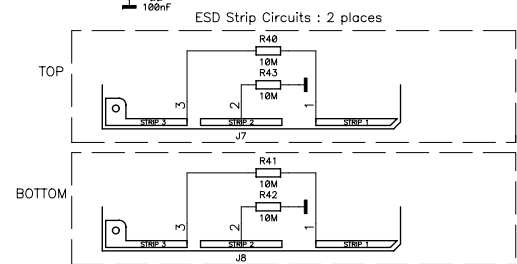 100nF
ESD Strip Circuits : 2 places
TOP
R40
10M
R43
10M
3
2
1
STRIP 3
STRIP 2
STRIP 1
J7
BOTTOM
R41
10M
R42
10M
3
2
1
STRIP 3
STRIP 2
STRIP 1
J8